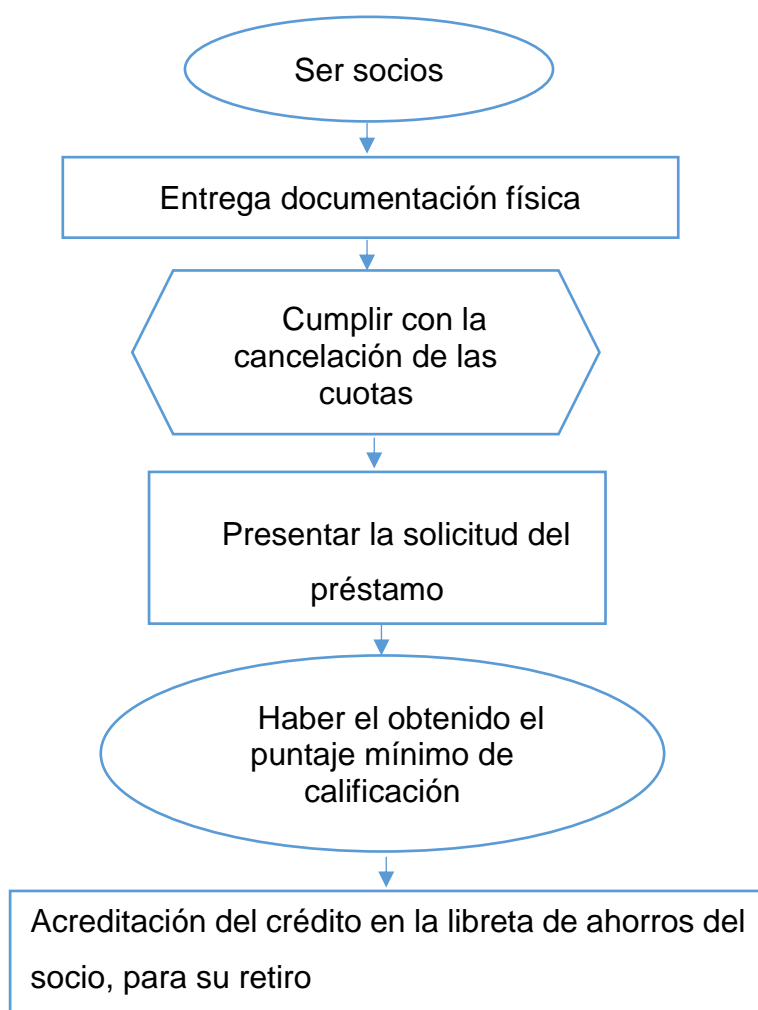 Ser socios
Entrega documentación física
Cumplir con la
cancelación de las
cuotas
Presentar la solicitud del
préstamo
Haber el obtenido el
puntaje mínimo de
calificación
Acreditación del crédito en la libreta de ahorros del
socio, para su retiro